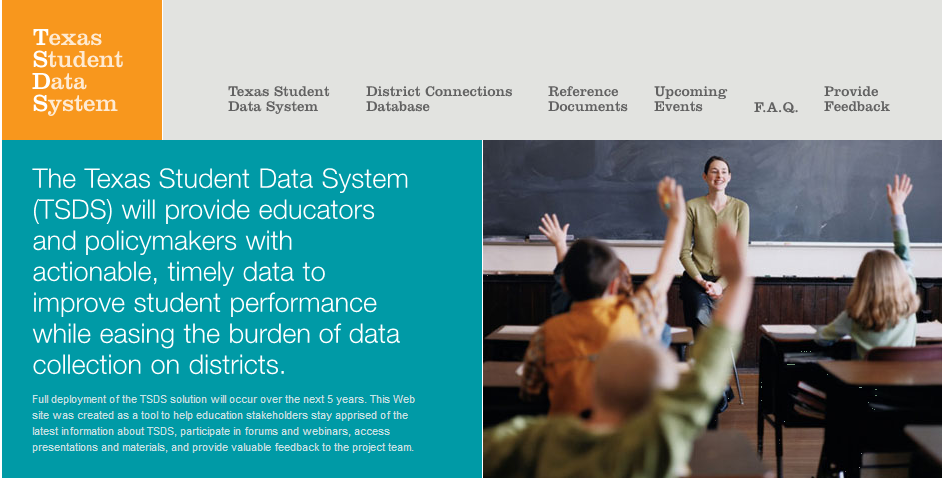 Texas
Student
Data
System
Texas Student
Data System
District Connections
Database
Reference
Documents
Upcoming
Events
F.A.Q.
Provide
Feedback
The Texas Student Data System
(TSDS) will provide educators
and policymakers with
actionable, timely data to
improve student performance
while easing the burden of data
collection on districts.
Full deployment of the TSDS solution will occur over the next 5 years. This Web
site was created as a tool to help education stakeholders stay apprised of the
latest information about TSDS, participate in forums and webinars, access
presentations and materials, and provide valuable feedback to the project team.